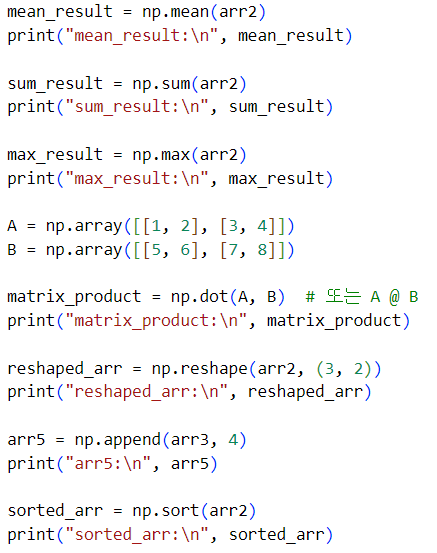 mean_result = np.mean(arr2)
print("mean_result:\n", mean_result)
sum_result = np.sum(arr2)
print("sum_result:\n", sum_result)
max_result = np.max(arr2)
print("max_result:\n", max_result)
A = np.array([[1, 2], [3, 4]])
B = np.array([[5, 6], [7, 8]])
matrix_product = np.dot(A, B)  # 또는 A @ B
print("matrix_product:\n", matrix_product)
reshaped_arr = np.reshape(arr2, (3, 2))
print("reshaped_arr:\n", reshaped_arr)
arr5 = np.append(arr3, 4)
print("arr5:\n", arr5)
sorted_arr = np.sort(arr2)
print("sorted_arr:\n", sorted_arr)